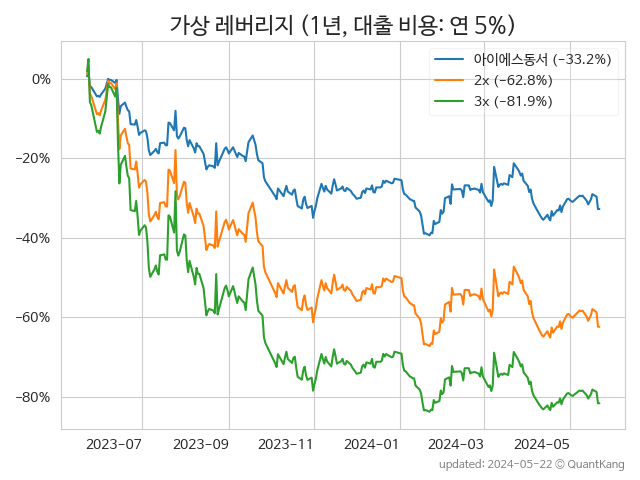 가상 레버리지 (1년, 대출 비용: 연 5%)
아이에스동서 (−33.2%)
2x (−62.8%)
3x (−81.9%)
0%
−20%
−40%
−60%
−80%
2023−07
2023−09
2023−11
2024−01
2024−03
2024−05
updated: 2024-05-22 © QuantKang